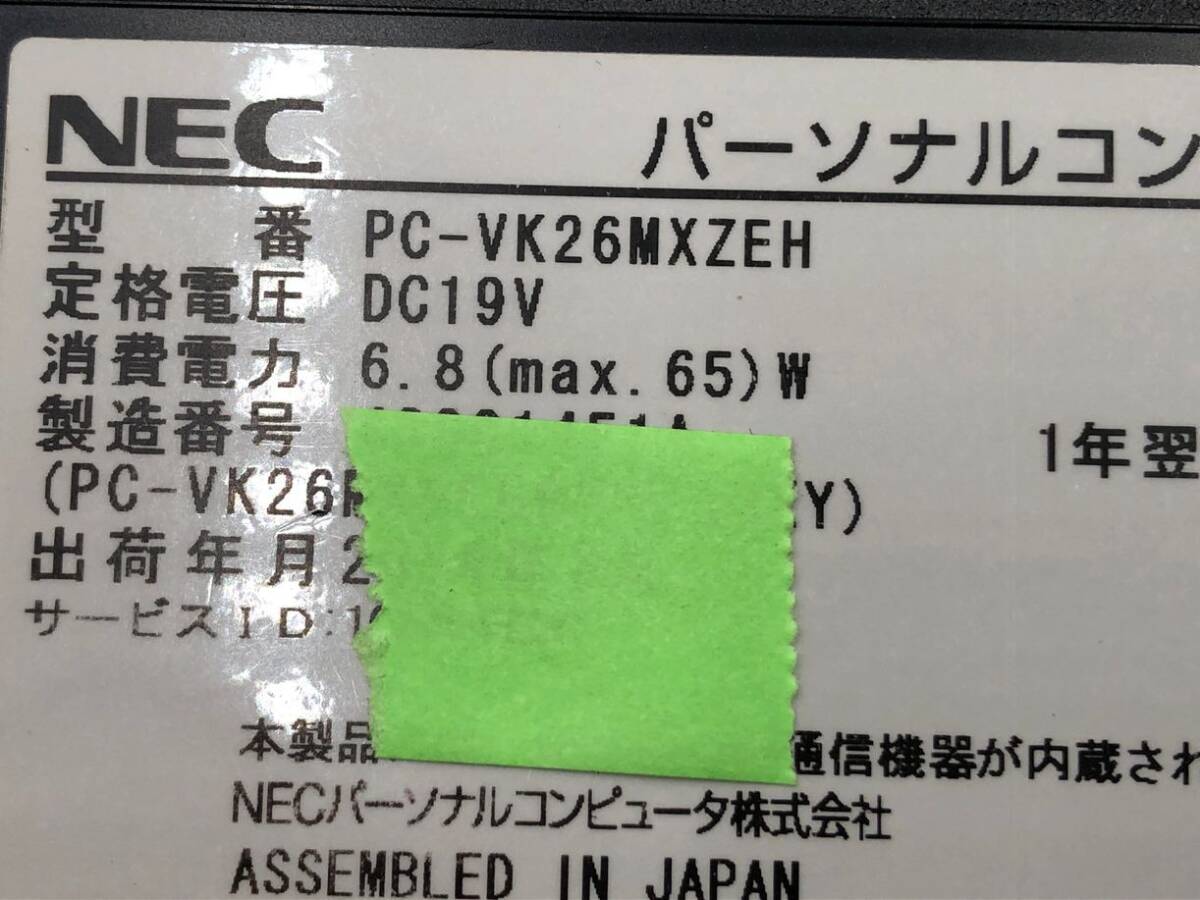 NEC パーソナルコン
型番 PC-VK26MXZEH
定格電圧 DC19V
消費電力 6.8(max.65)W
製造番号
1年翌
(PC-VK26 Y)
出荷年月 2
サービスID:1
本製品 通信機器が内蔵され
NECパーソナルコンピュータ株式会社
ASSEMBLED IN JAPAN